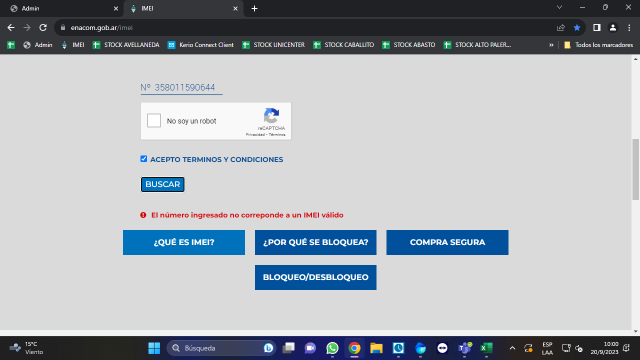 Admin
IMEI
enacom.gob.ar/imei
Admin
IMEI
STOCK AVELLANEDA
Kerio Connect Client
STOCK UNICENTER
STOCK CABALLITO
STOCK ABASTO
STOCK ALTO PALER...
»
Todos los marcadores
Nº 358011590644
No soy un robot
reCAPTCHA
Privacidad - Términos
ACEPTO TERMINOS Y CONDICIONES
BUSCAR
El número ingresado no correponde a un IMEI válido
¿QUÉ ES IMEI?
¿POR QUÉ SE BLOQUEA?
COMPRA SEGURA
BLOQUEO/DESBLOQUEO
15°C
Viento
Búsqueda
ESP
LAA
10:00
20/9/2023